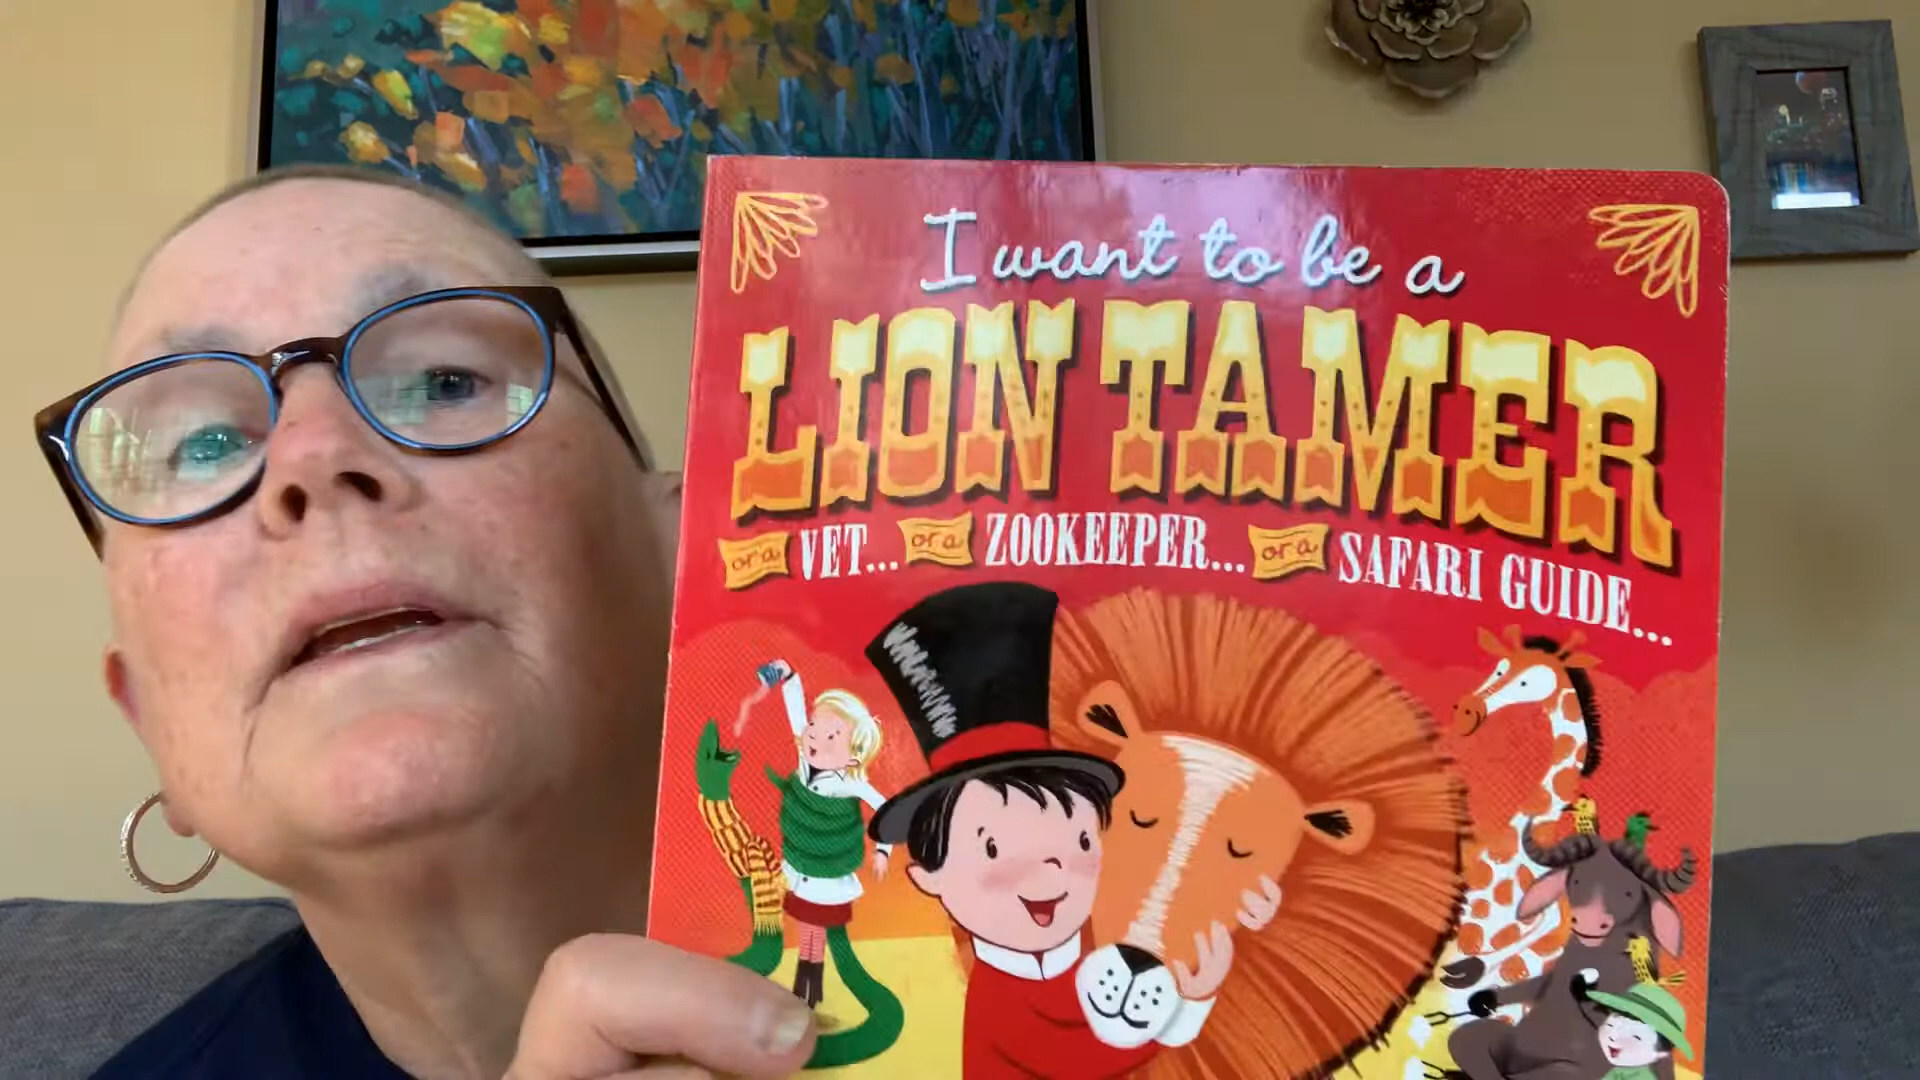 I want to be a
LION TAMER
or a VET... or a ZOOKEEPER... or a SAFARI GUIDE...